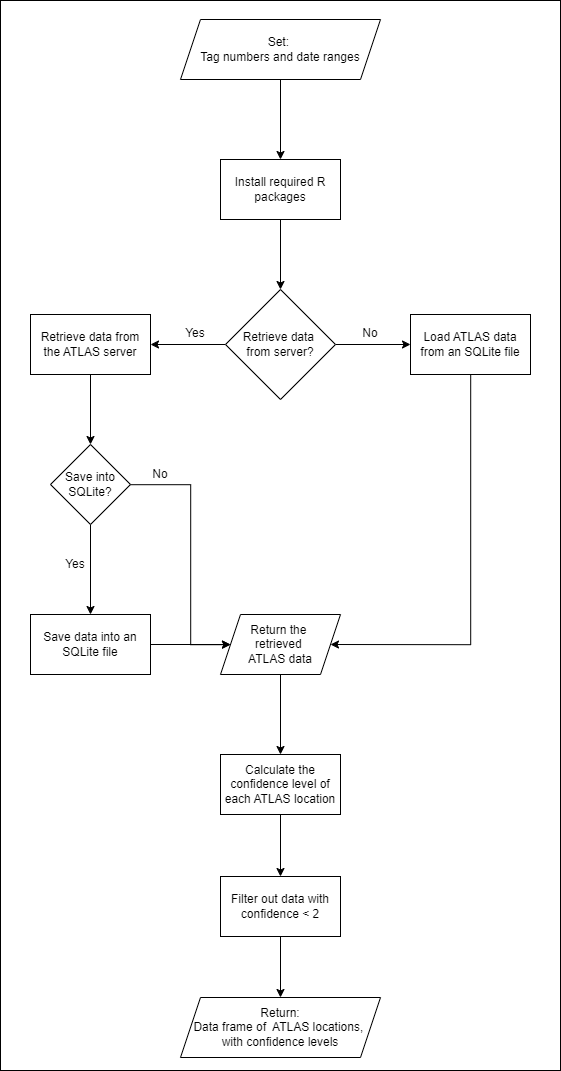 Set:
Tag numbers and date ranges
Install required R
packages
Retrieve data from
the ATLAS server
Yes
Retrieve data
from server?
No
Load ATLAS data
from an SQLite file
Save into
SQLite?
No
Yes
Save data into an
SQLite file
Return the
retrieved
ATLAS data
Calculate the
confidence level of
each ATLAS location
Filter out data with
confidence < 2
Return:
Data frame of ATLAS locations,
with confidence levels